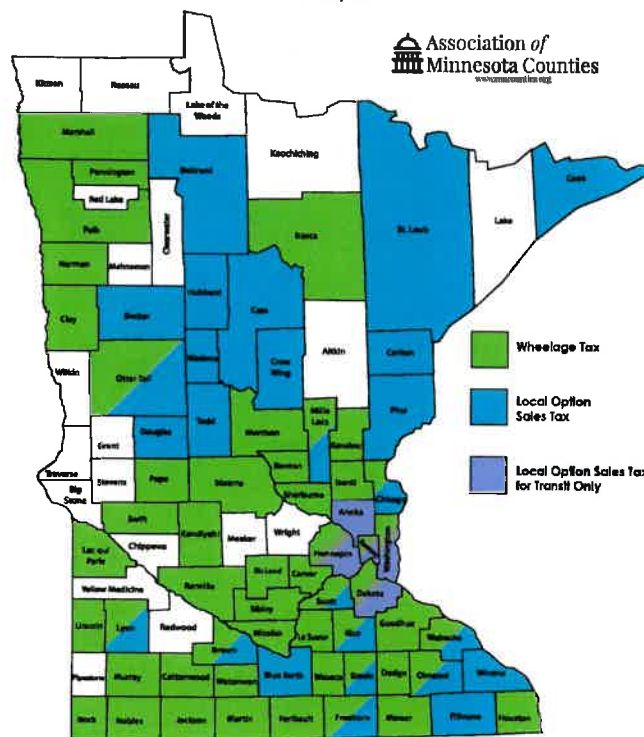 Association of
Minnesota Counties
www.mncounties.org
Kittson
Roseau
Lake of the
Woods
Marshall
Beltrami
Koochiching
Cook
Pennington
Red Lake
Clearwater
St. Louis
Lake
Polk
Itasca
Norman
Mahnomen
Hubbard
Cass
Clay
Becker
Wadena
Crow
Wing
Aitkin
Carlton
Wilkin
Otter Tail
Pine
Todd
Mille
Lacs
Kanabec
Grant
Douglas
Morrison
Traverse
Stevens
Pope
Stearns
Benton
Isanti
Big
Stone
Sherburne
Chisago
Swift
Kandiyohi
Meeker
Wright
Anoka
Lac qui
Parle
Chippewa
Hennepin
Washington
Yellow Medicine
Renville
McLeod
Carver
Scott
Dakota
Sibley
Lincoln
Lyon
Redwood
Nicollet
Le Sueur
Rice
Goodhue
Wabasha
Brown
Pipestone
Murray
Cottonwood
Watonwan
Blue Earth
Waseca
Steele
Dodge
Olmsted
Winona
Rock
Nobles
Jackson
Martin
Faribault
Freeborn
Mower
Fillmore
Houston
Wheelage Tax
Local Option
Sales Tax
Local Option Sales Tax
for Transit Only